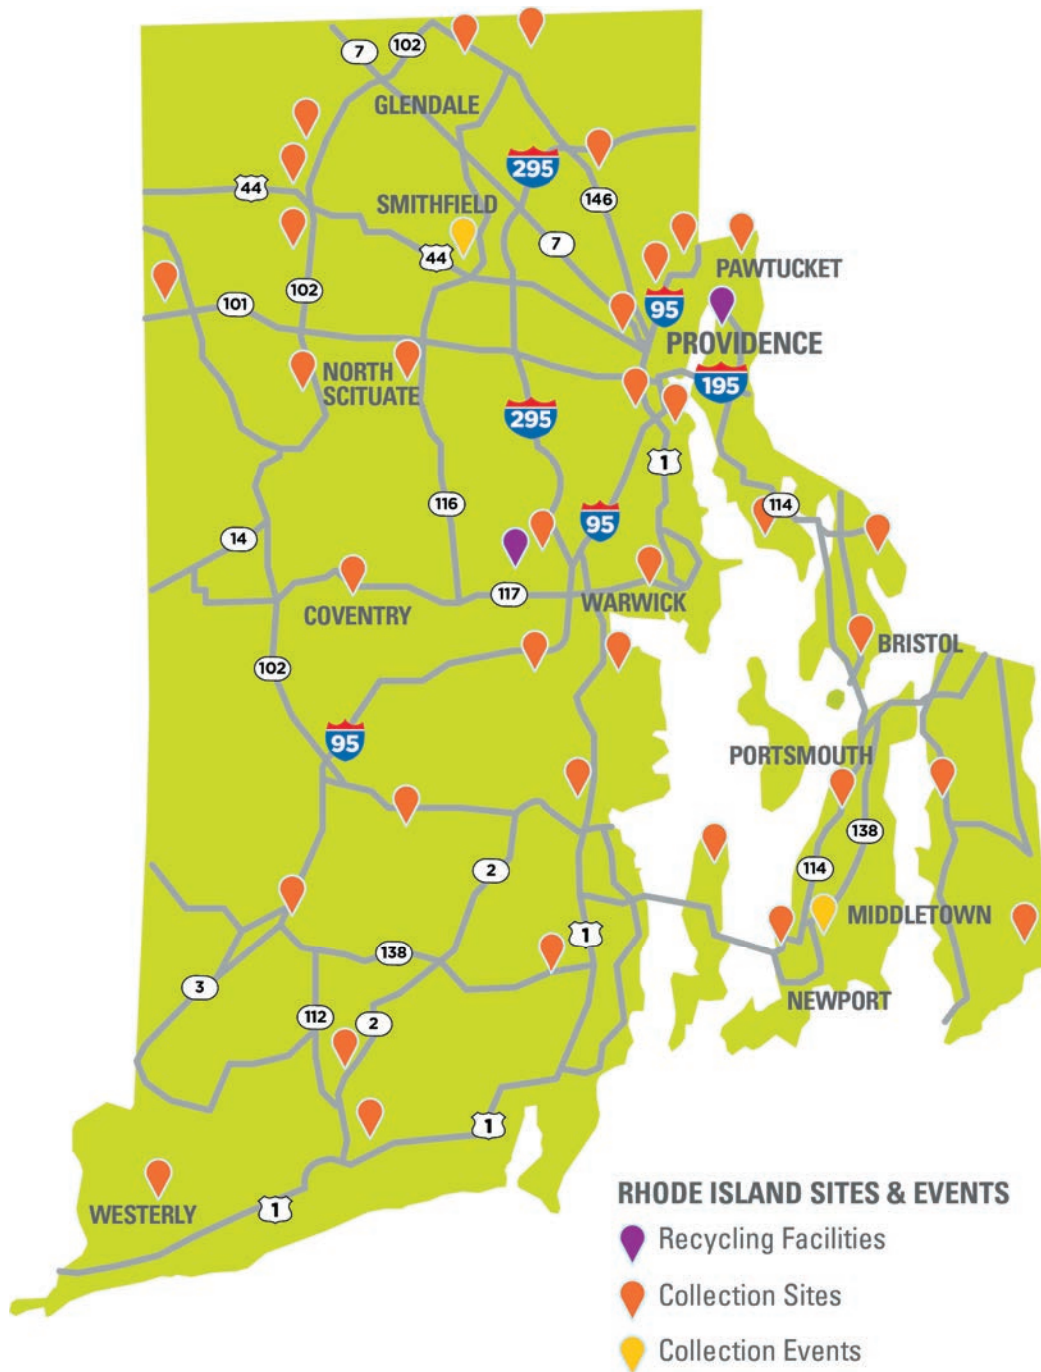 7
102
GLENDALE
295
44
SMITHFIELD
146
7
44
PAWTUCKET
102
101
95
PROVIDENCE
NORTH
SCITUATE
195
295
1
116
114
95
14
117
WARWICK
COVENTRY
BRISTOL
102
95
PORTSMOUTH
138
2
114
MIDDLETOWN
1
138
3
NEWPORT
112
2
1
WESTERLY
1
RHODE ISLAND SITES & EVENTS
Recycling Facilities
Collection Sites
Collection Events